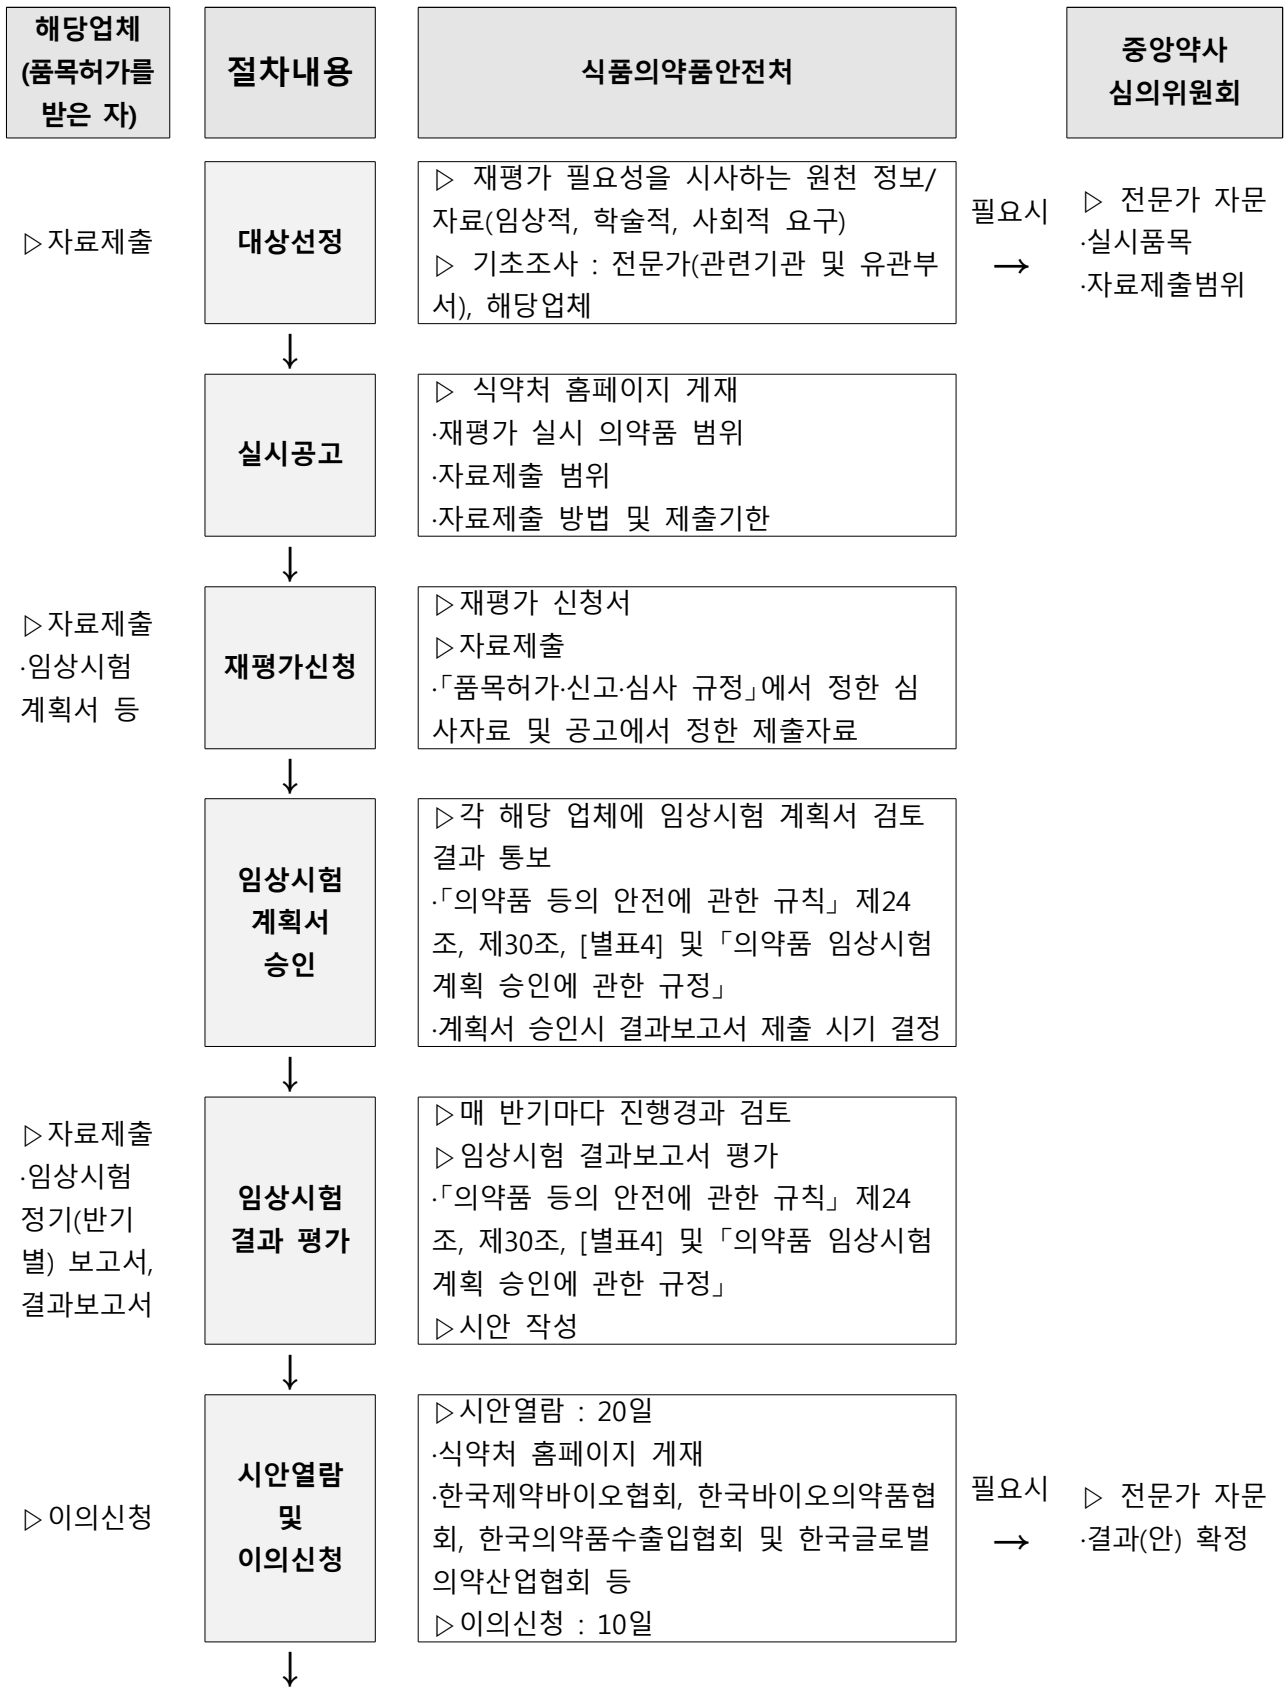 해당업체
(품목허가를
받은 자)
절차내용
식품의약품안전처
중앙약사
심의위원회
▷자료제출
대상선정
▷ 재평가 필요성을 시사하는 원천 정보/
자료(임상적, 학술적, 사회적 요구)
▷ 기초조사 : 전문가(관련기관 및 유관부
서), 해당업체
필요시
→
▷ 전문가 자문
·실시품목
·자료제출범위
↓
실시공고
▷ 식약처 홈페이지 게재
·재평가 실시 의약품 범위
·자료제출 범위
·자료제출 방법 및 제출기한
↓
▷자료제출
·임상시험
계획서 등
재평가신청
▷재평가 신청서
▷자료제출
·「품목허가·신고·심사 규정」에서 정한 심
사자료 및 공고에서 정한 제출자료
↓
임상시험
계획서
승인
▷각 해당 업체에 임상시험 계획서 검토
결과 통보
·「의약품 등의 안전에 관한 규칙」 제24
조, 제30조, [별표4] 및 「의약품 임상시험
계획 승인에 관한 규정」
·계획서 승인시 결과보고서 제출 시기 결정
↓
▷자료제출
·임상시험
정기(반기
별) 보고서,
결과보고서
임상시험
결과 평가
▷매 반기마다 진행경과 검토
▷임상시험 결과보고서 평가
·「의약품 등의 안전에 관한 규칙」 제24
조, 제30조, [별표4] 및 「의약품 임상시험
계획 승인에 관한 규정」
▷시안 작성
↓
▷이의신청
시안열람
및
이의신청
▷시안열람 : 20일
·식약처 홈페이지 게재
·한국제약바이오협회, 한국바이오의약품협
회, 한국의약품수출입협회 및 한국글로벌
의약산업협회 등
▷이의신청 : 10일
필요시
→
▷ 전문가 자문
·결과(안) 확정
↓